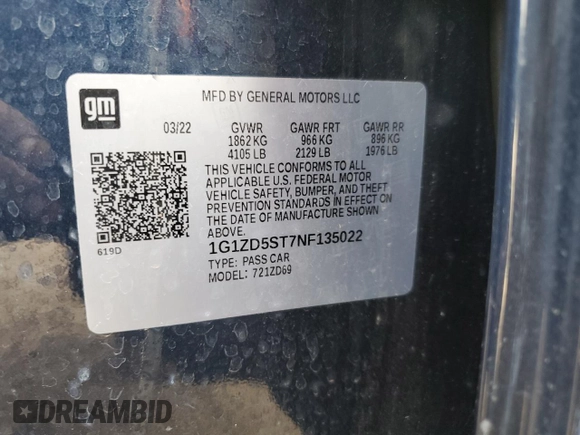 gm
MFD BY GENERAL MOTORS LLC
03/22 GVWR GAWR FRT GAWR RR
1862 KG 966 KG 896 KG
4105 LB 2129 LB 1976 LB
THIS VEHICLE CONFORMS TO ALL
APPLICABLE U.S. FEDERAL MOTOR
VEHICLE SAFETY, BUMPER, AND THEFT
PREVENTION STANDARDS IN EFFECT ON
THE DATE OF MANUFACTURE SHOWN
ABOVE.
619D
1G1ZD5ST7NF135022
TYPE: PASS CAR
MODEL: 721ZD69
DREAMBID